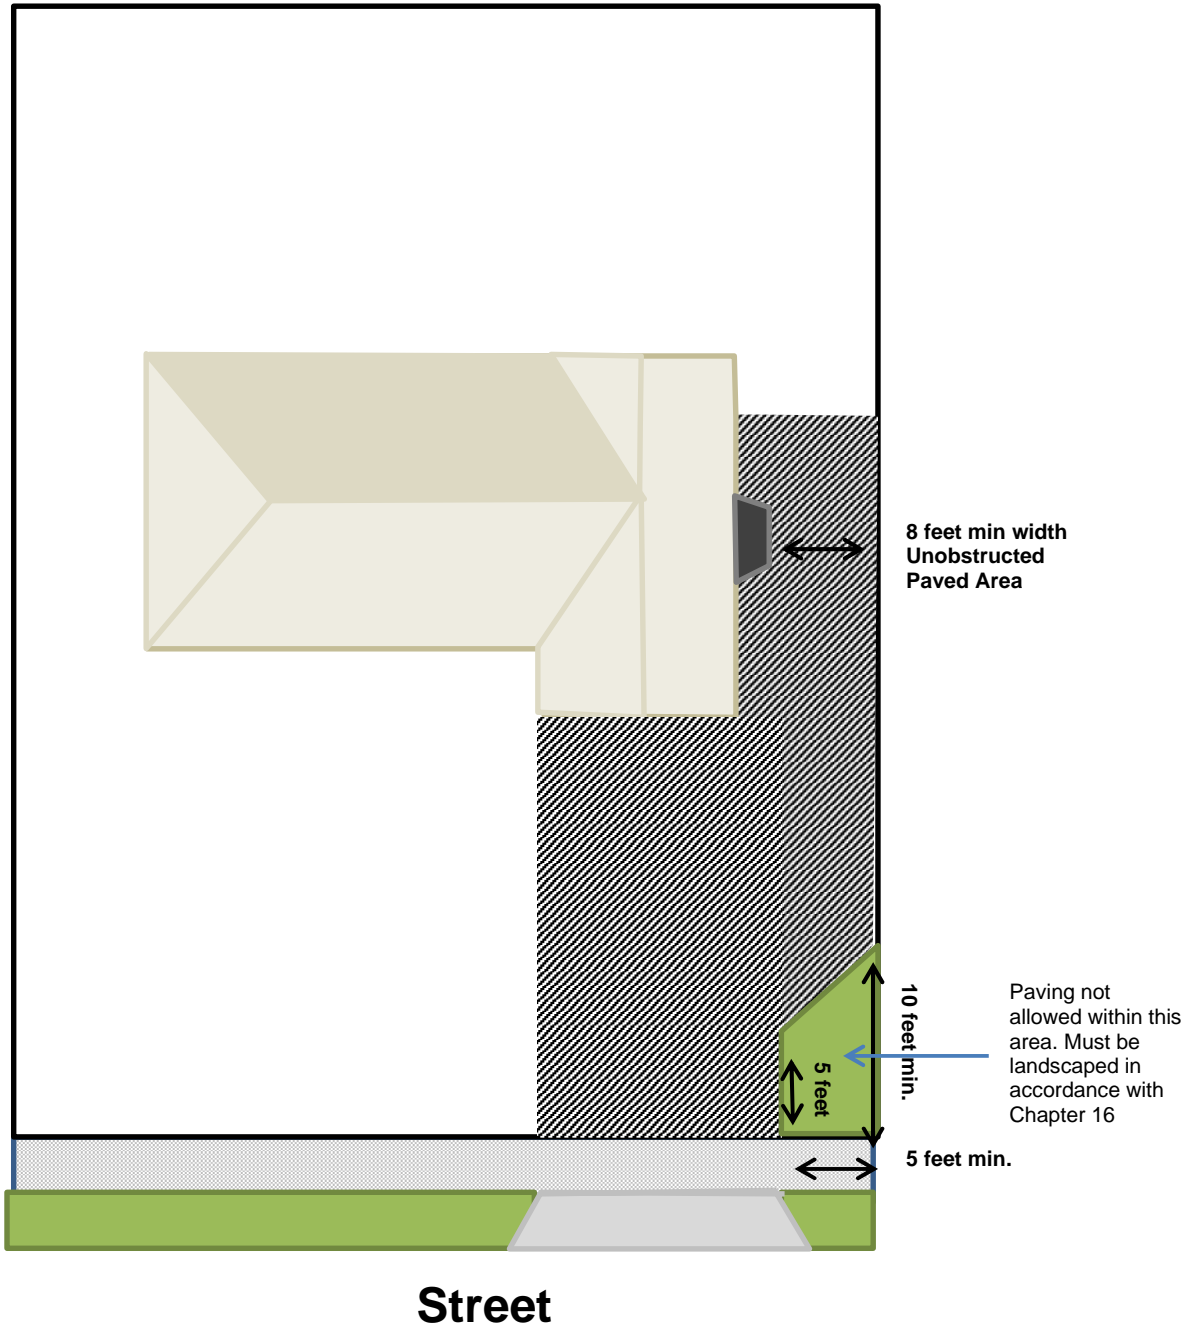 8 feet min width
Unobstructed
Paved Area
10 feet min.
5 feet
Paving not
allowed within this
area. Must be
landscaped in
accordance with
Chapter 16
5 feet min.
Street